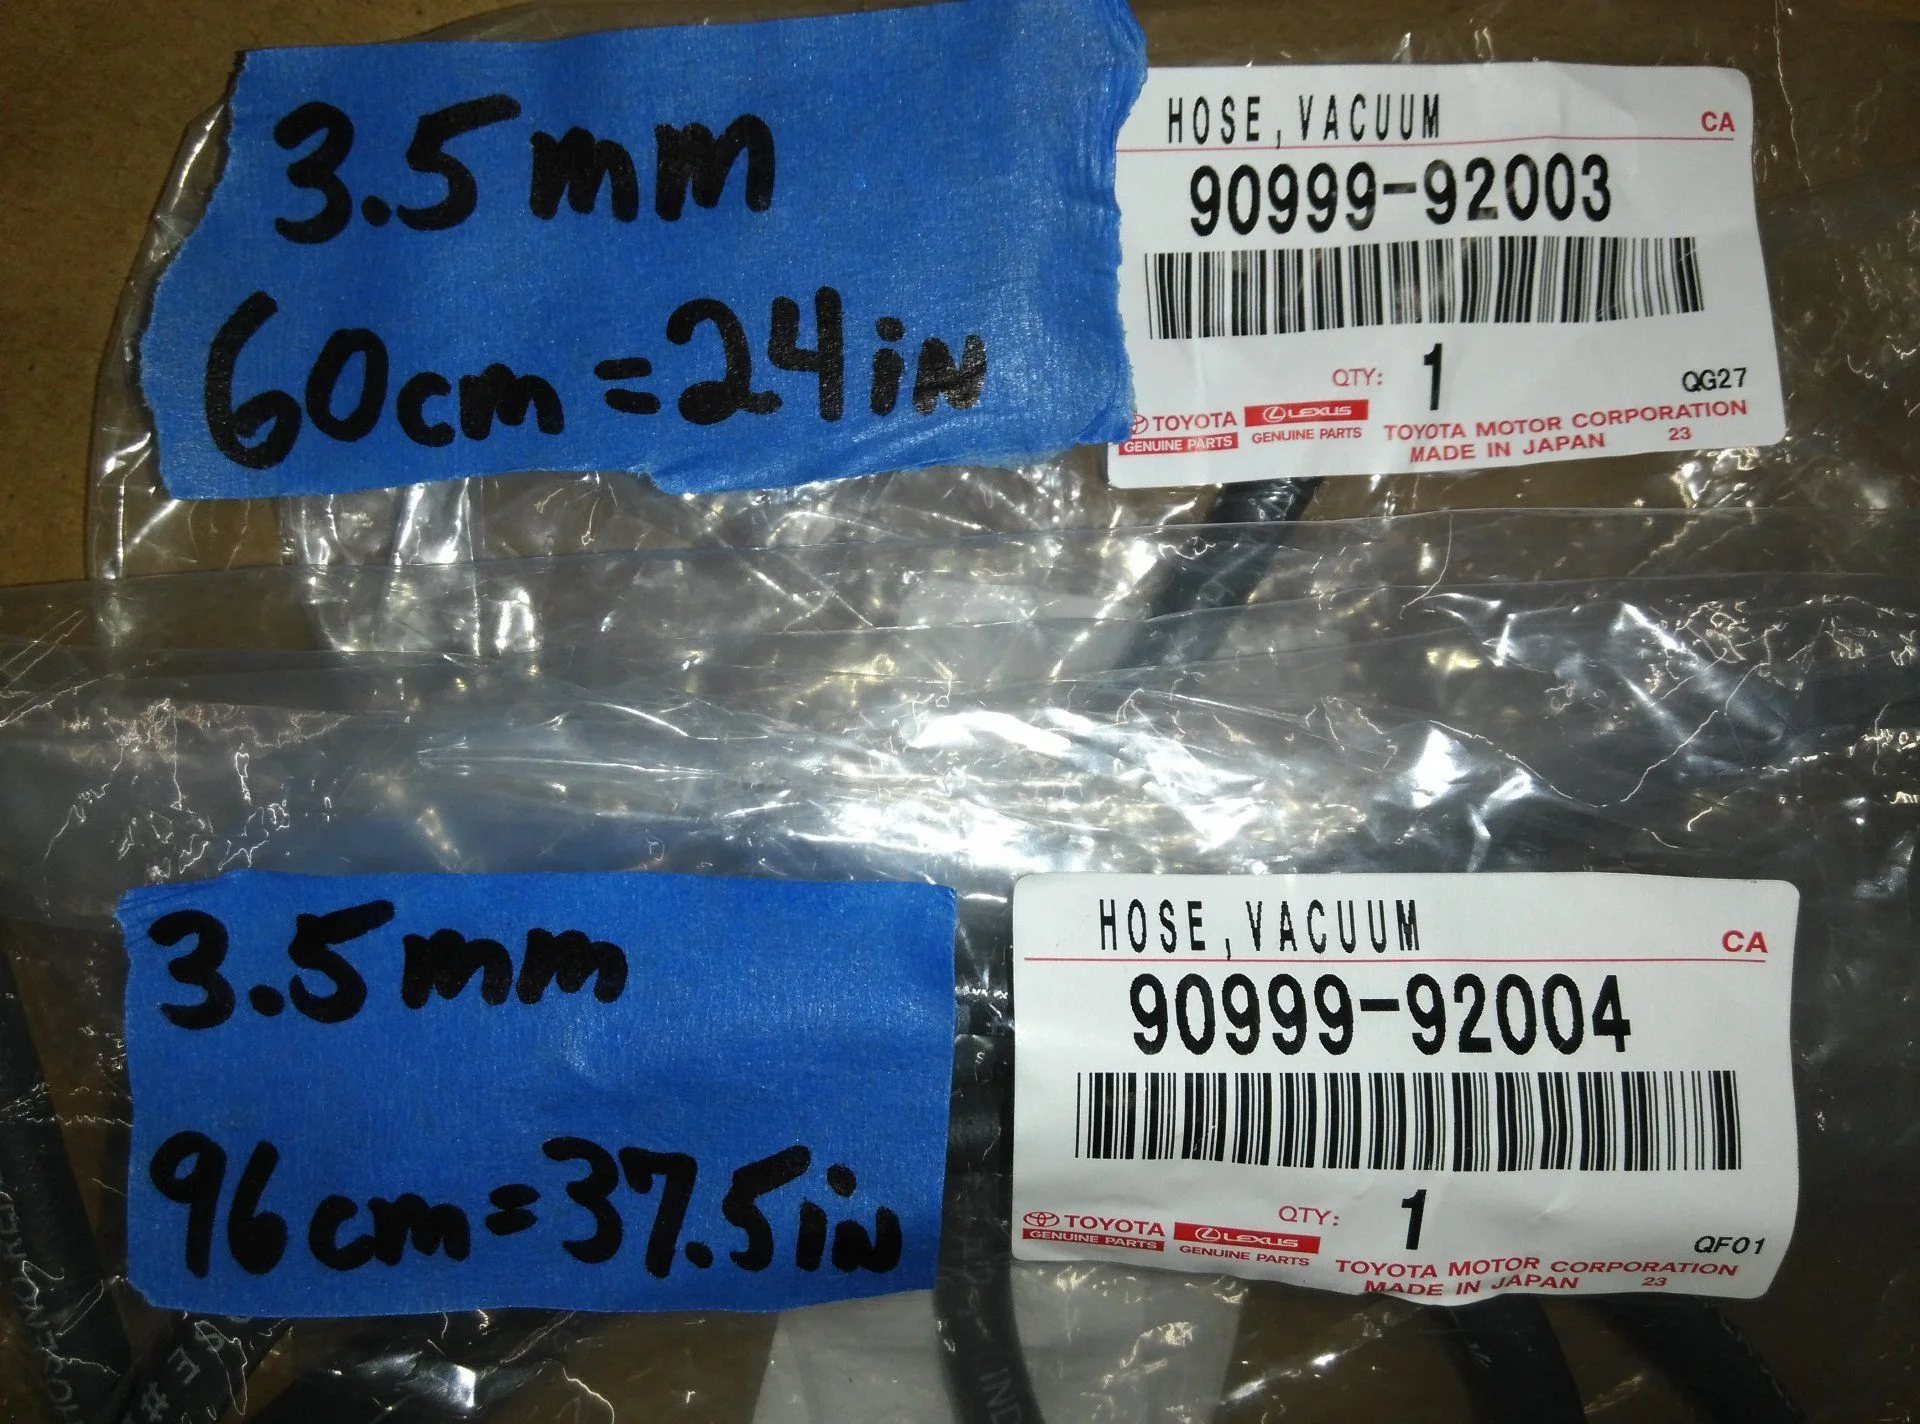 3.5mm
60cm=24in
HOSE,VACUUM
CA
90999-92003
QTY: 1
QG27
TOYOTA
GENUINE PARTS
LEXUS
GENUINE PARTS
TOYOTA MOTOR CORPORATION
MADE IN JAPAN 23
3.5mm
96cm=37.5in
HOSE,VACUUM
CA
90999-92004
QTY: 1
QF01
TOYOTA
GENUINE PARTS
LEXUS
GENUINE PARTS
TOYOTA MOTOR CORPORATION
MADE IN JAPAN 23